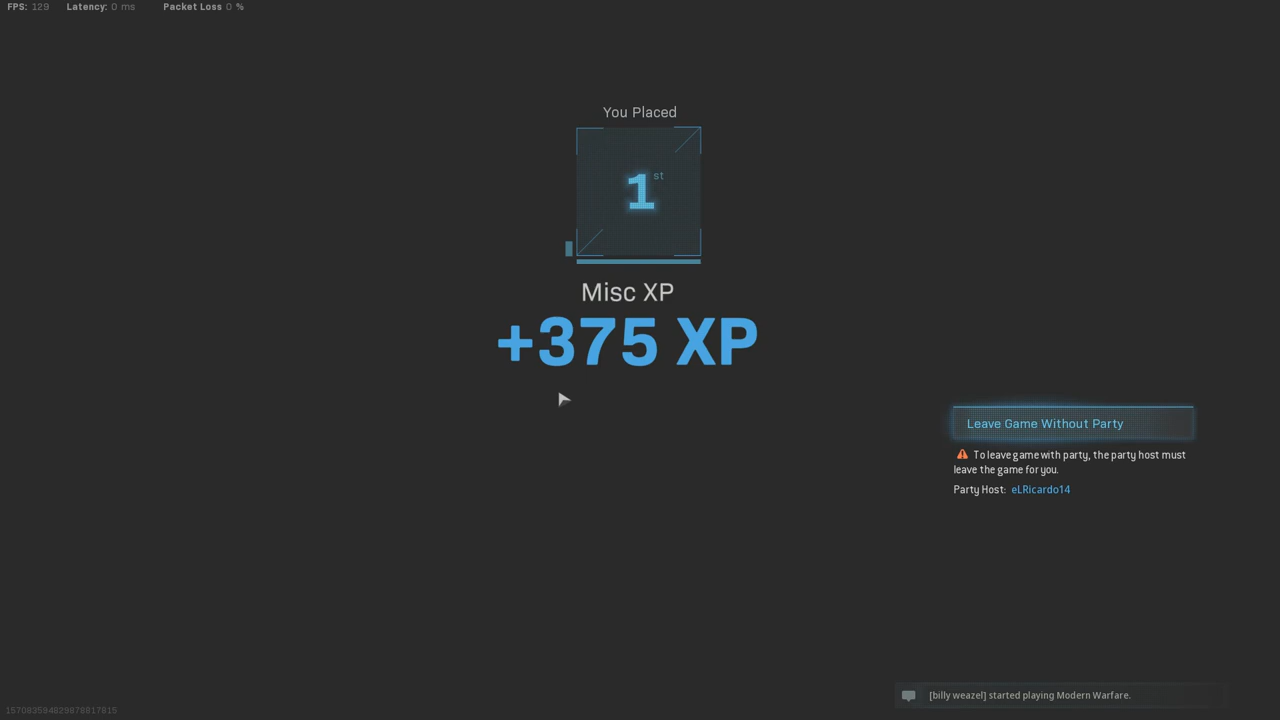 FPS: 129 Latency: 0 ms Packet Loss 0 %
You Placed
1st
Misc XP
+375 XP
Leave Game Without Party
To leave game with party, the party host must
leave the game for you.
Party Host: eLRicardo14
[billy weazel] started playing Modern Warfare.